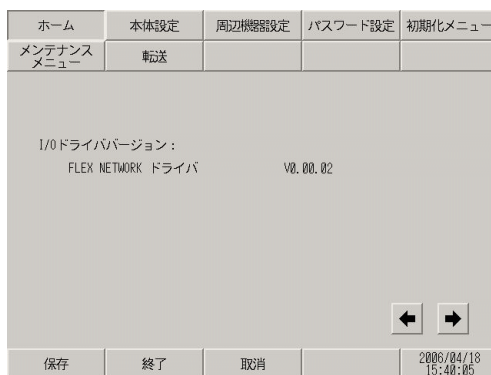 ホーム
本体設定
周辺機器設定
パスワード設定
初期化メニュー
メンテナンス
メニュー
転送
I/Oドライババージョン：
FLEX NETWORK ドライバ V0.00.02
保存
終了
取消
2006/04/18
15:40:05